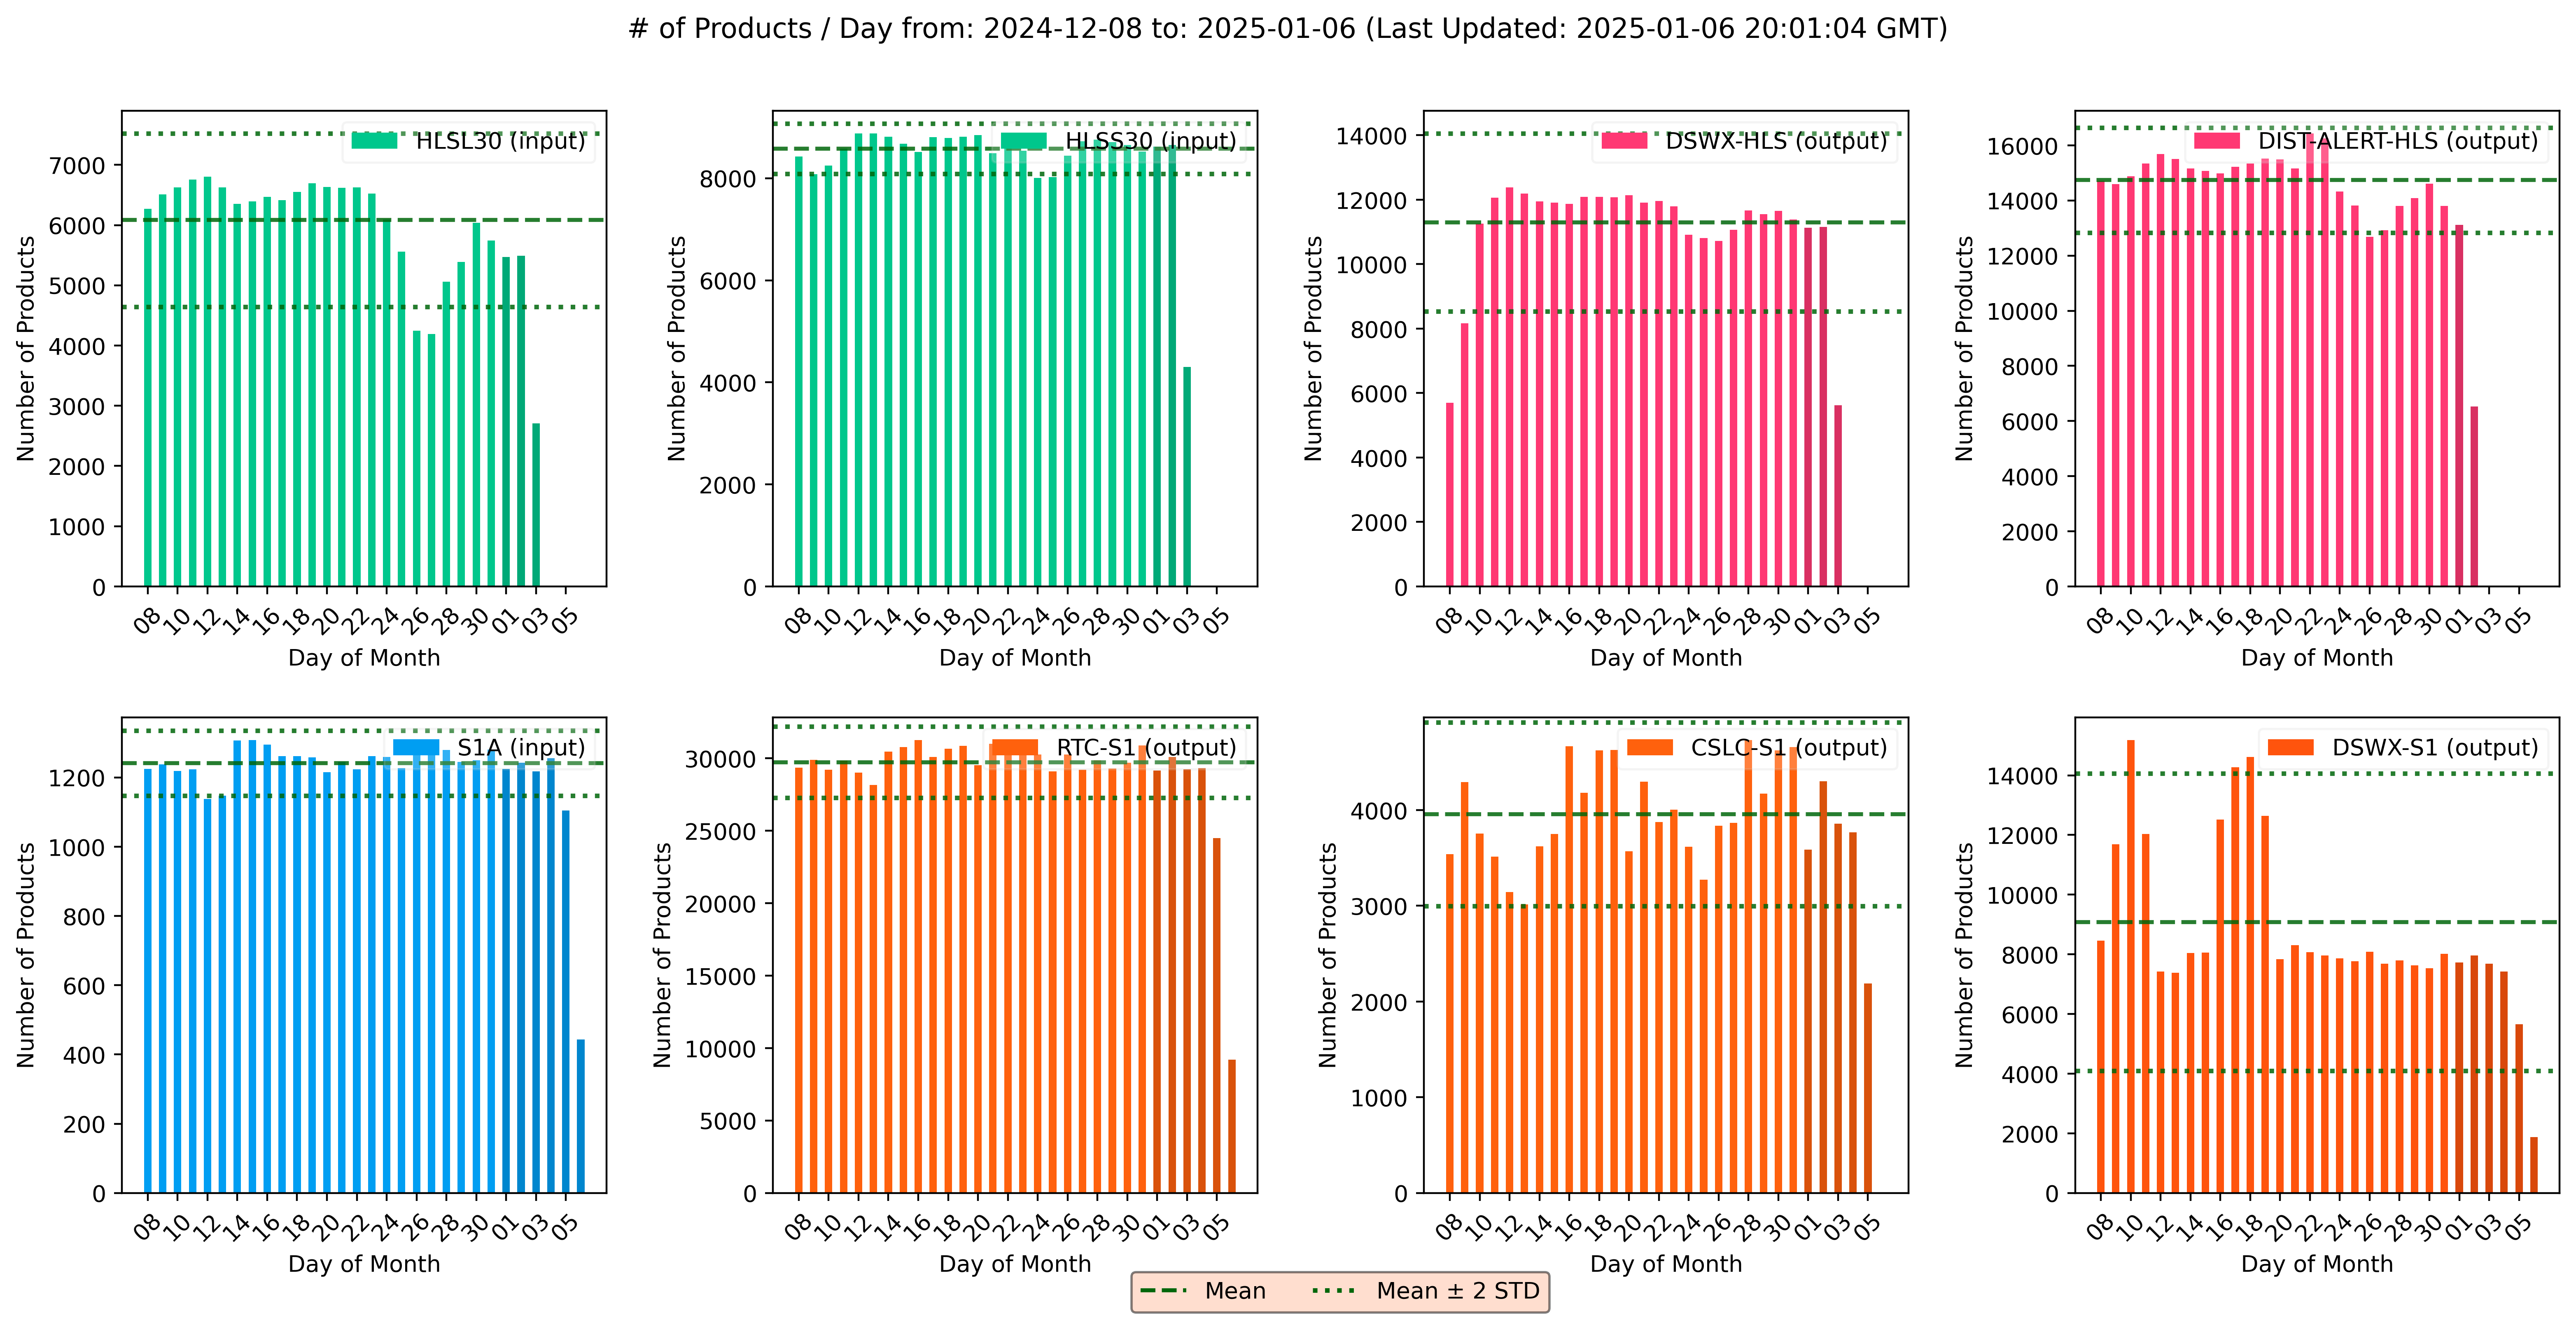 # of Products / Day from: 2024-12-08 to: 2025-01-06 (Last Updated: 2025-01-06 20:01:04 GMT)
HLSL30 (input)
Number of Products
7000
6000
5000
4000
3000
2000
1000
0
08 10 12 14 16 18 20 22 24 26 28 30 01 03 05
Day of Month
HLSS30 (input)
Number of Products
8000
6000
4000
2000
0
08 10 12 14 16 18 20 22 24 26 28 30 01 03 05
Day of Month
DSWX-HLS (output)
Number of Products
14000
12000
10000
8000
6000
4000
2000
0
08 10 12 14 16 18 20 22 24 26 28 30 01 03 05
Day of Month
DIST-ALERT-HLS (output)
Number of Products
16000
14000
12000
10000
8000
6000
4000
2000
0
08 10 12 14 16 18 20 22 24 26 28 30 01 03 05
Day of Month
S1A (input)
Number of Products
1200
1000
800
600
400
200
0
08 10 12 14 16 18 20 22 24 26 28 30 01 03 05
Day of Month
RTC-S1 (output)
Number of Products
30000
25000
20000
15000
10000
5000
0
08 10 12 14 16 18 20 22 24 26 28 30 01 03 05
Day of Month
CSLC-S1 (output)
Number of Products
4000
3000
2000
1000
0
08 10 12 14 16 18 20 22 24 26 28 30 01 03 05
Day of Month
DSWX-S1 (output)
Number of Products
14000
12000
10000
8000
6000
4000
2000
0
08 10 12 14 16 18 20 22 24 26 28 30 01 03 05
Day of Month
Mean
Mean ± 2 STD